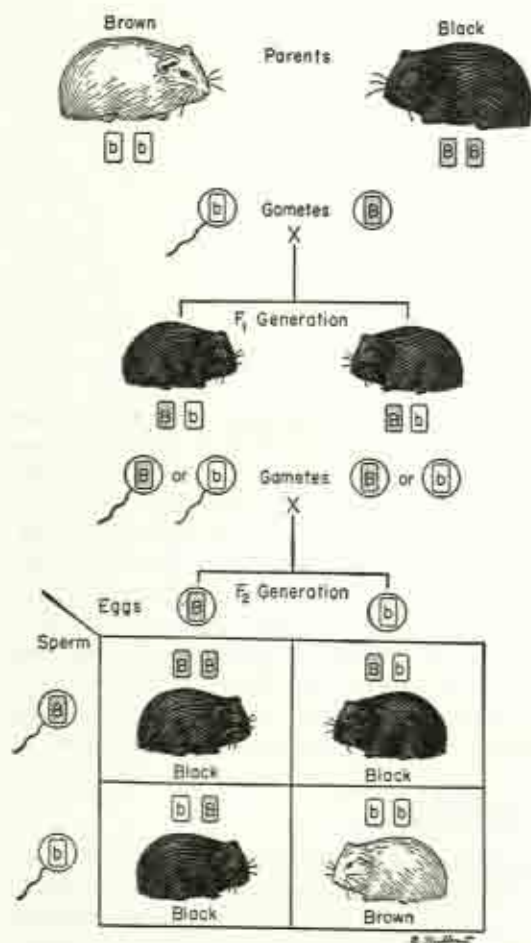 Brown Parents Black
b b B B
b Gametes B
X
F1 Generation
B b B b
B or b Gametes B or b
X
F2 Generation
Eggs B b
Sperm
B B B b
B
Black Black
b B b b
b
Black Brown